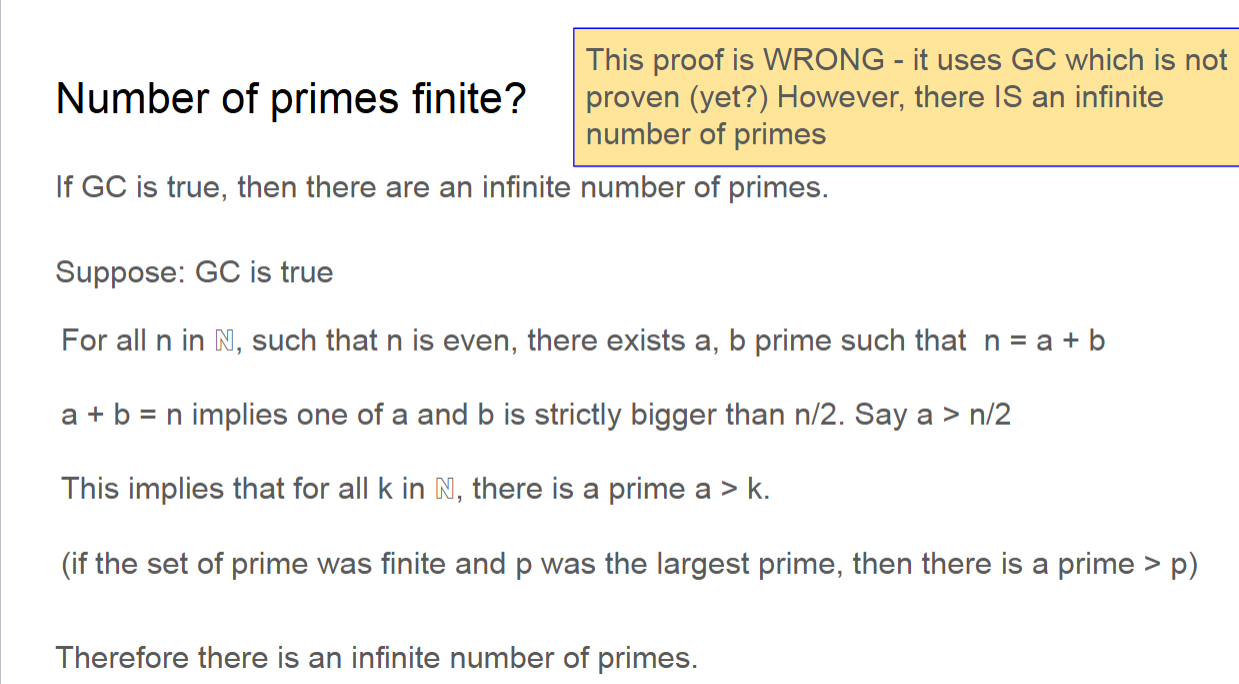 Number of primes finite?
This proof is WRONG - it uses GC which is not
proven (yet?) However, there IS an infinite
number of primes
If GC is true, then there are an infinite number of primes.
Suppose: GC is true
For all n in ℕ, such that n is even, there exists a, b prime such that n = a + b
a + b = n implies one of a and b is strictly bigger than n/2. Say a > n/2
This implies that for all k in ℕ, there is a prime a > k.
(if the set of prime was finite and p was the largest prime, then there is a prime > p)
Therefore there is an infinite number of primes.